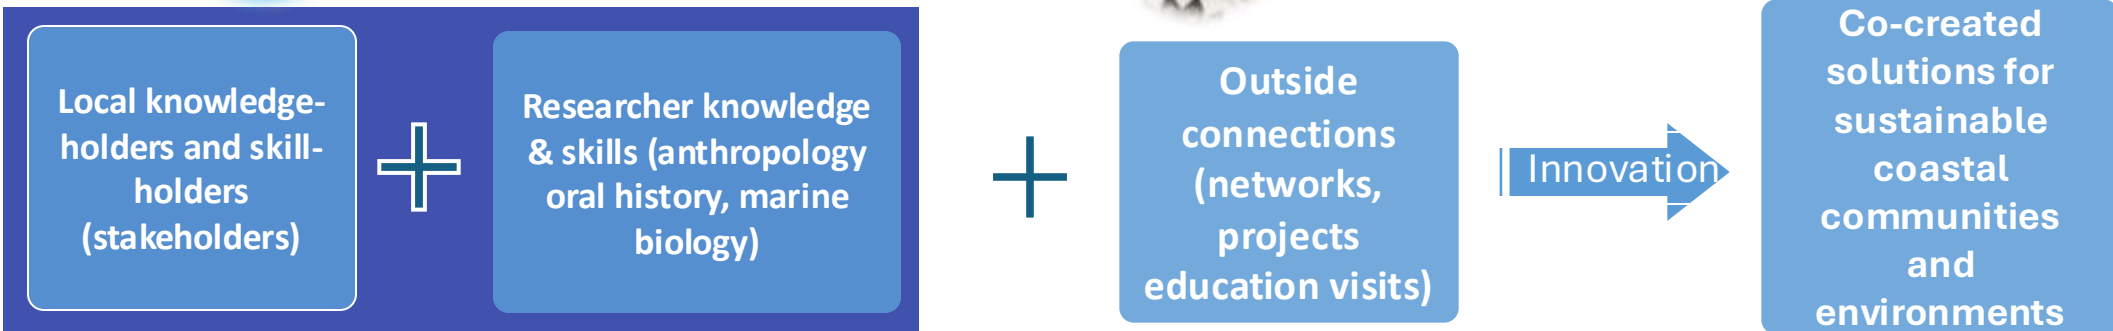 Local knowledge-
holders and skill-
holders
(stakeholders)
Researcher knowledge
& skills (anthropology
oral history, marine
biology)
Outside
connections
(networks,
projects
education visits)
Innovation
Co-created
solutions for
sustainable
coastal
communities
and
environments